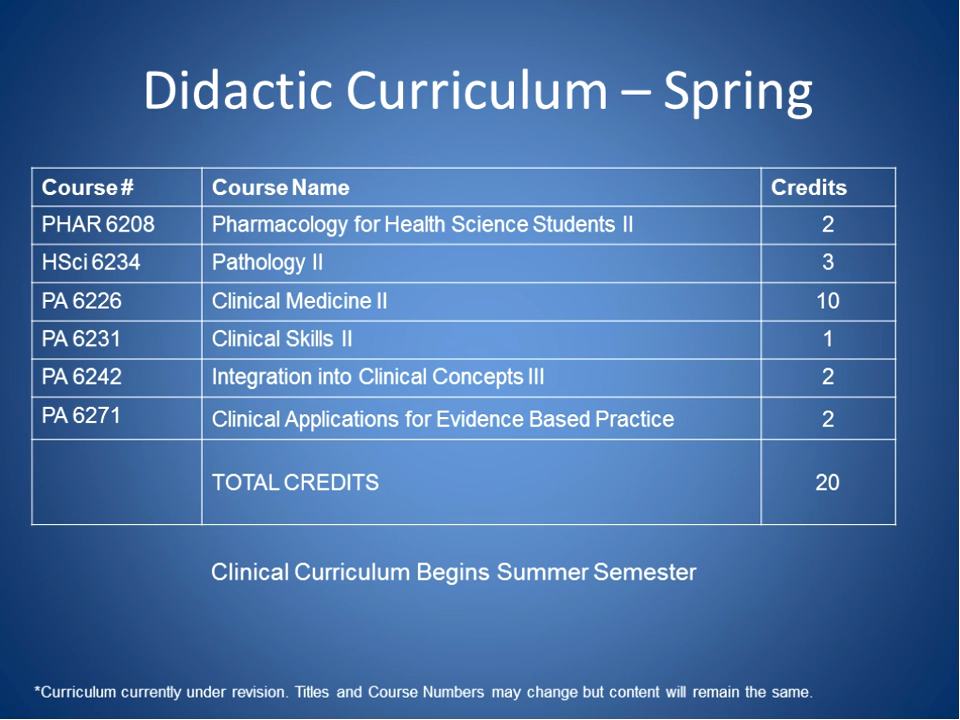 Didactic Curriculum – Spring
Course # Course Name Credits
PHAR 6208 Pharmacology for Health Science Students II 2
HSci 6234 Pathology II 3
PA 6226 Clinical Medicine II 10
PA 6231 Clinical Skills II 1
PA 6242 Integration into Clinical Concepts III 2
PA 6271 Clinical Applications for Evidence Based Practice 2
TOTAL CREDITS 20
Clinical Curriculum Begins Summer Semester
*Curriculum currently under revision. Titles and Course Numbers may change but content will remain the same.